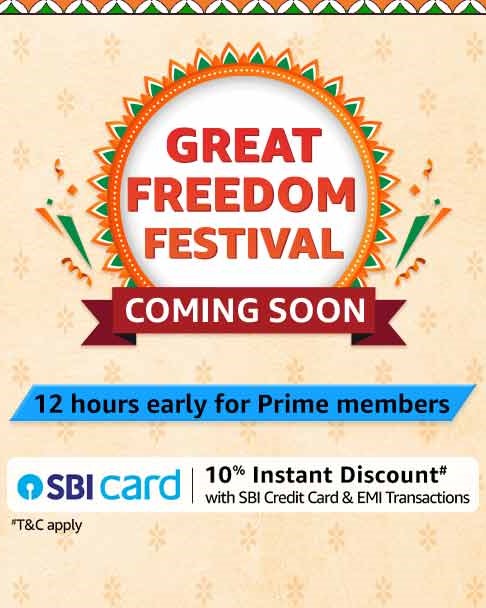 GREAT
FREEDOM
FESTIVAL
COMING SOON
12 hours early for Prime members
SBI card
10% Instant Discount#
with SBI Credit Card & EMI Transactions
#T&C apply